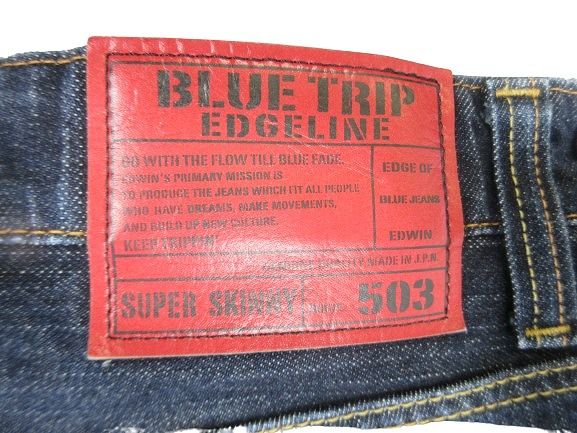 BLUE TRIP
EDGELINE
GO WITH THE FLOW TILL BLUE FADE.
EDWIN'S PRIMARY MISSION IS
TO PRODUCE THE JEANS WHICH FIT ALL PEOPLE
WHO HAVE DREAMS, MAKE MOVEMENTS,
AND BUILD UP NEW CULTURE.
KEEP TRIPPIN'
EDGE OF
BLUE JEANS
EDWIN
MADE IN J.P.N.
SUPER SKINNY
503